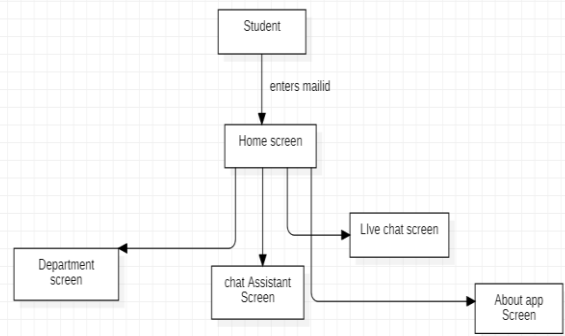 Student
enters mailid
Home screen
LIve chat screen
Department
screen
chat Assistant
Screen
About app
Screen